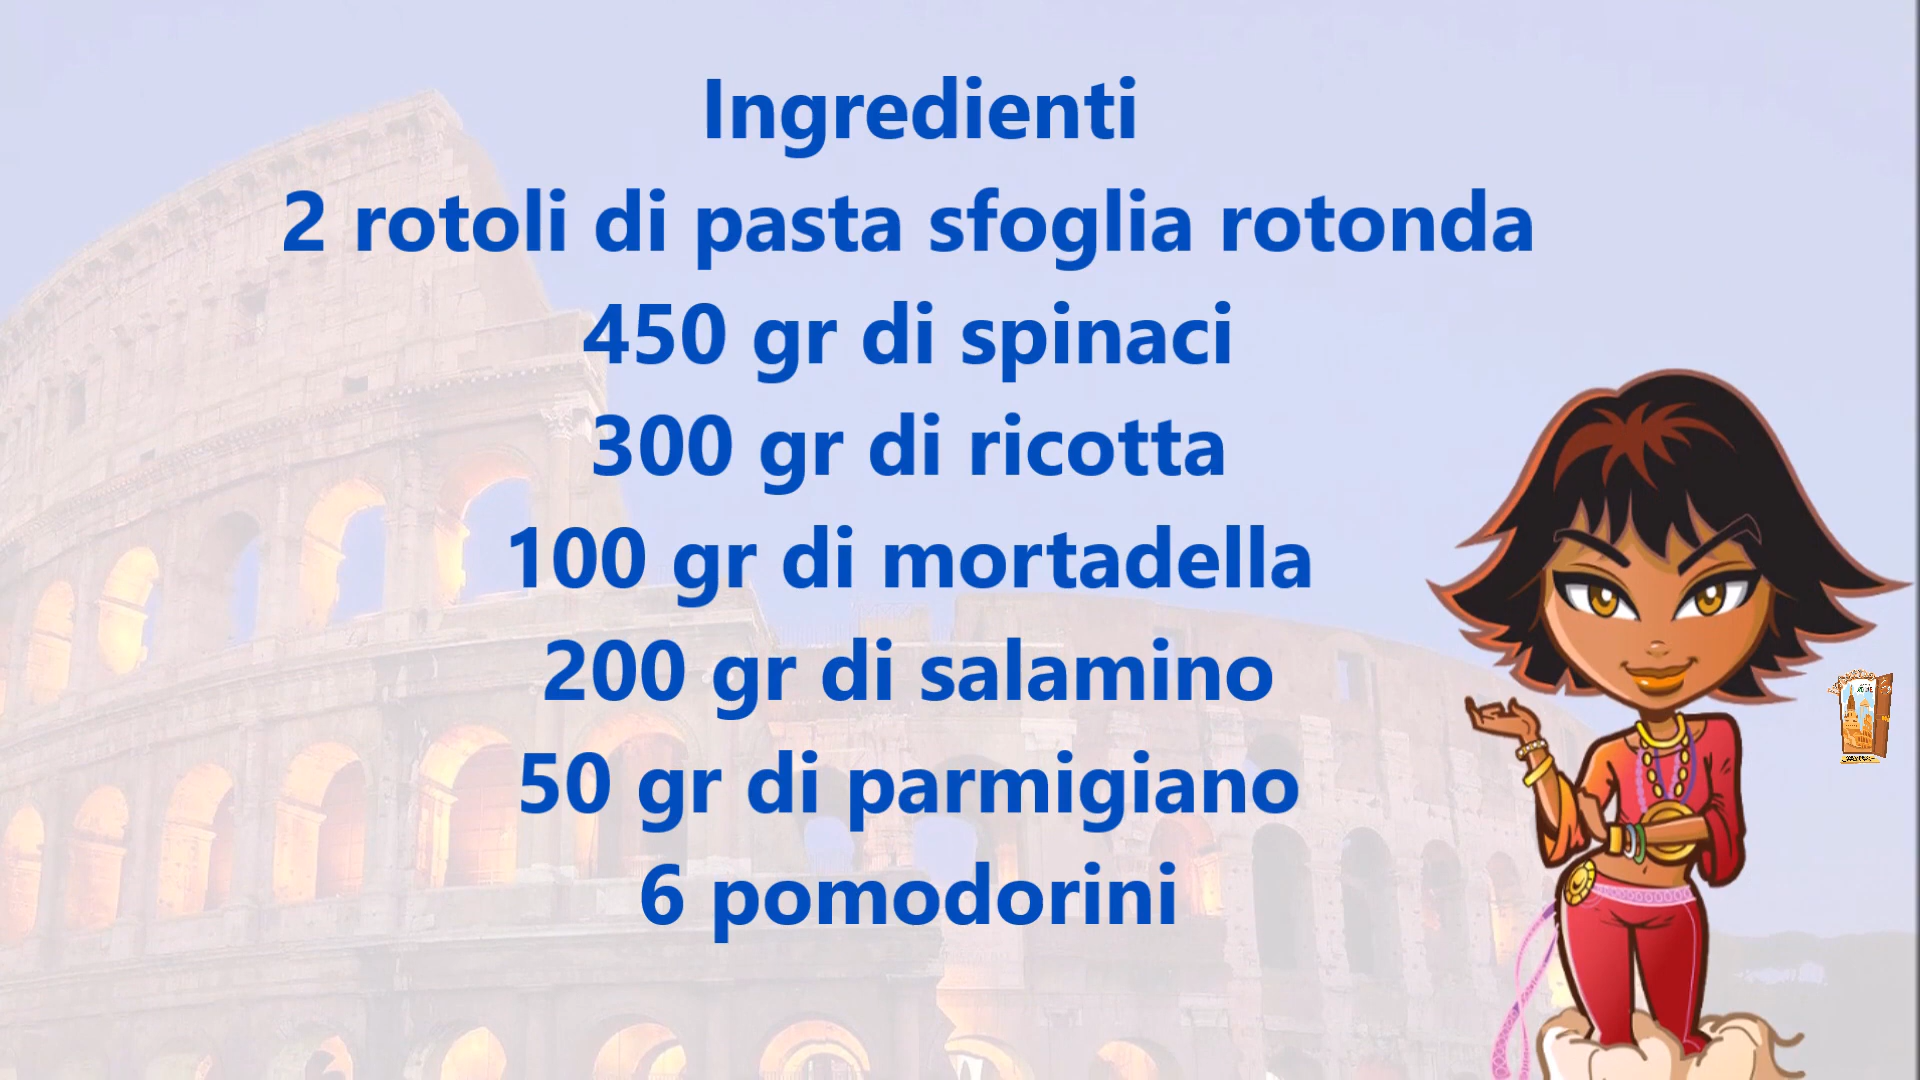 Ingredienti
2 rotoli di pasta sfoglia rotonda
450 gr di spinaci
300 gr di ricotta
100 gr di mortadella
200 gr di salamino
50 gr di parmigiano
6 pomodorini